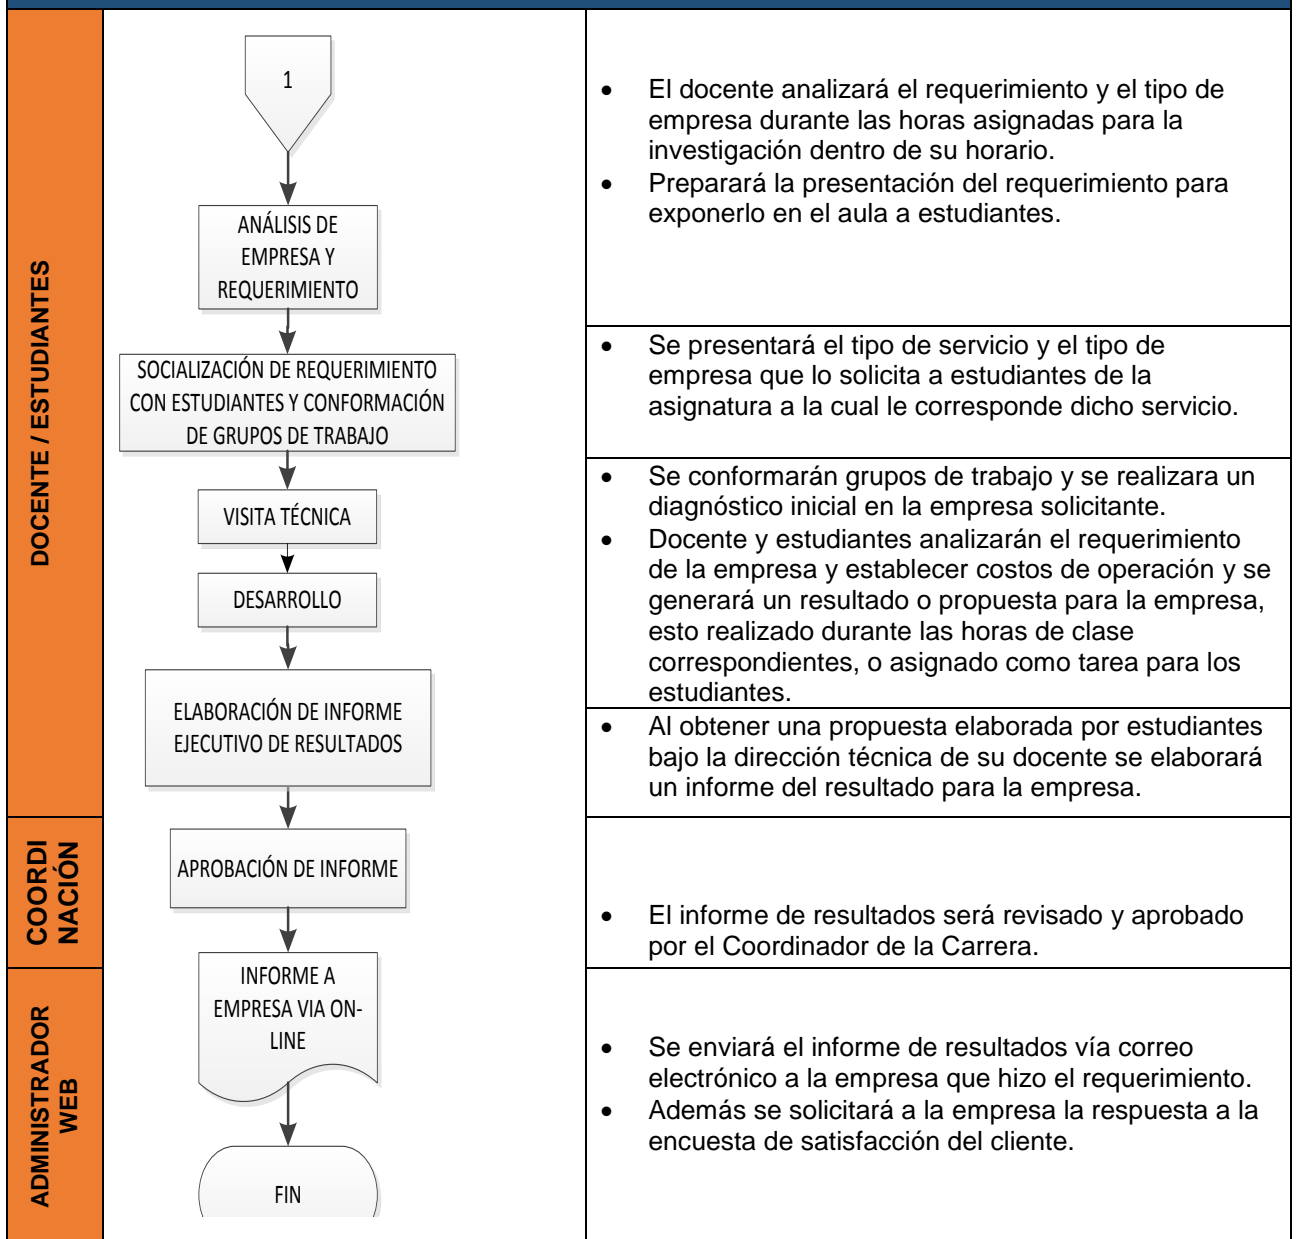 DOCENTE / ESTUDIANTES
1
ANÁLISIS DE
EMPRESA Y
REQUERIMIENTO
SOCIALIZACIÓN DE REQUERIMIENTO
CON ESTUDIANTES Y CONFORMACIÓN
DE GRUPOS DE TRABAJO
VISITA TÉCNICA
DESARROLLO
ELABORACIÓN DE INFORME
EJECUTIVO DE RESULTADOS
• El docente analizará el requerimiento y el tipo de
empresa durante las horas asignadas para la
investigación dentro de su horario.
• Preparará la presentación del requerimiento para
exponerlo en el aula a estudiantes.
• Se presentará el tipo de servicio y el tipo de
empresa que lo solicita a estudiantes de la
asignatura a la cual le corresponde dicho servicio.
• Se conformarán grupos de trabajo y se realizara un
diagnóstico inicial en la empresa solicitante.
• Docente y estudiantes analizarán el requerimiento
de la empresa y establecer costos de operación y se
generará un resultado o propuesta para la empresa,
esto realizado durante las horas de clase
correspondientes, o asignado como tarea para los
estudiantes.
• Al obtener una propuesta elaborada por estudiantes
bajo la dirección técnica de su docente se elaborará
un informe del resultado para la empresa.
COORDI
NACIÓN
APROBACIÓN DE INFORME
• El informe de resultados será revisado y aprobado
por el Coordinador de la Carrera.
ADMINISTRADOR
WEB
INFORME A
EMPRESA VIA ON-
LINE
FIN
• Se enviará el informe de resultados vía correo
electrónico a la empresa que hizo el requerimiento.
• Además se solicitará a la empresa la respuesta a la
encuesta de satisfacción del cliente.